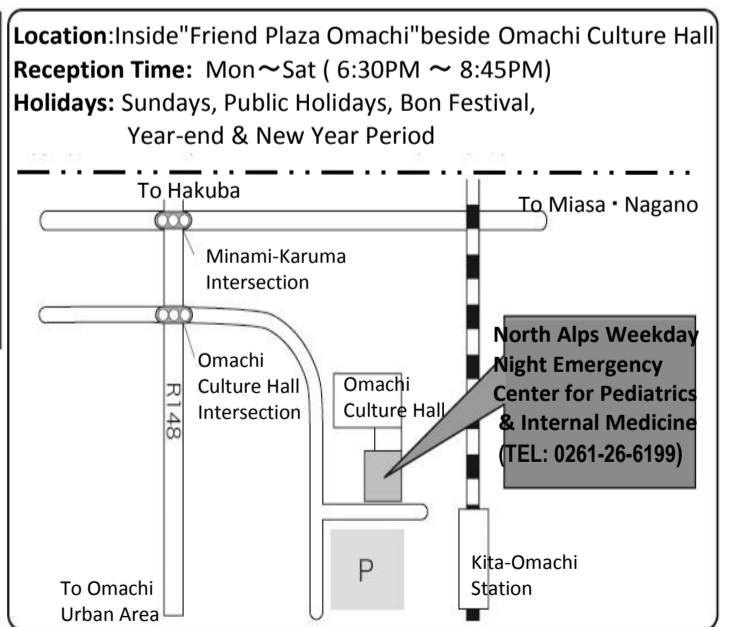 Location:Inside"Friend Plaza Omachi"beside Omachi Culture Hall
Reception Time: Mon～Sat ( 6:30PM ～ 8:45PM)
Holidays: Sundays, Public Holidays, Bon Festival,
Year-end & New Year Period
To Hakuba
To Miasa・Nagano
Minami-Karuma
Intersection
Omachi
Culture Hall
Intersection
R148
Omachi
Culture Hall
North Alps Weekday
Night Emergency
Center for Pediatrics
& Internal Medicine
(TEL: 0261-26-6199)
P
Kita-Omachi
Station
To Omachi
Urban Area